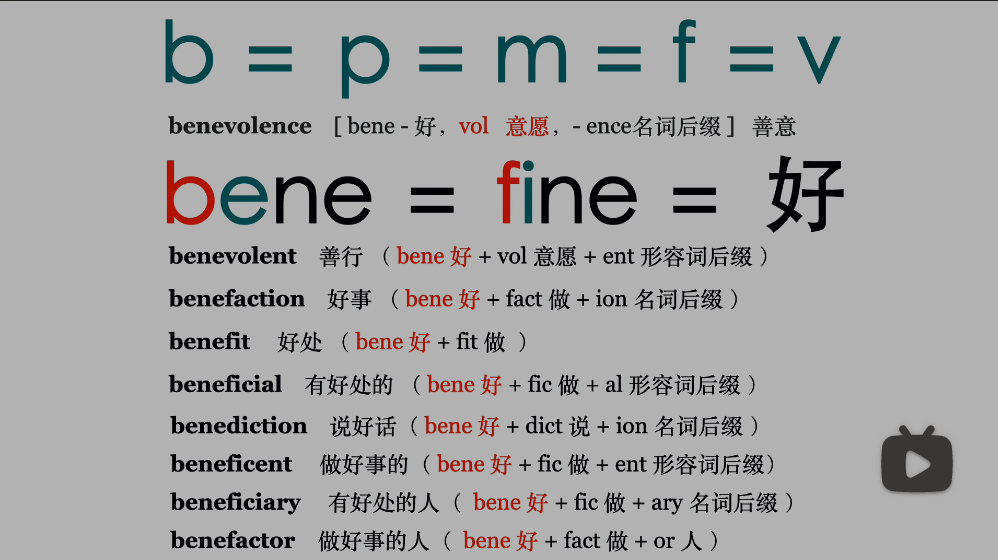 b = p = m = f = v
benevolence [ bene - 好，vol 意愿，- ence名词后缀 ] 善意
bene = fine = 好
benevolent 善行 （ bene 好 + vol 意愿 + ent 形容词后缀 ）
benefaction 好事 （ bene 好 + fact 做 + ion 名词后缀 ）
benefit 好处 （ bene 好 + fit 做 ）
beneficial 有好处的 （ bene 好 + fic 做 + al 形容词后缀 ）
benediction 说好话（ bene 好 + dict 说 + ion 名词后缀 ）
beneficent 做好事的（ bene 好 + fic 做 + ent 形容词后缀）
beneficiary 有好处的人（ bene 好 + fic 做 + ary 名词后缀 ）
benefactor 做好事的人（ bene 好 + fact 做 + or 人 ）